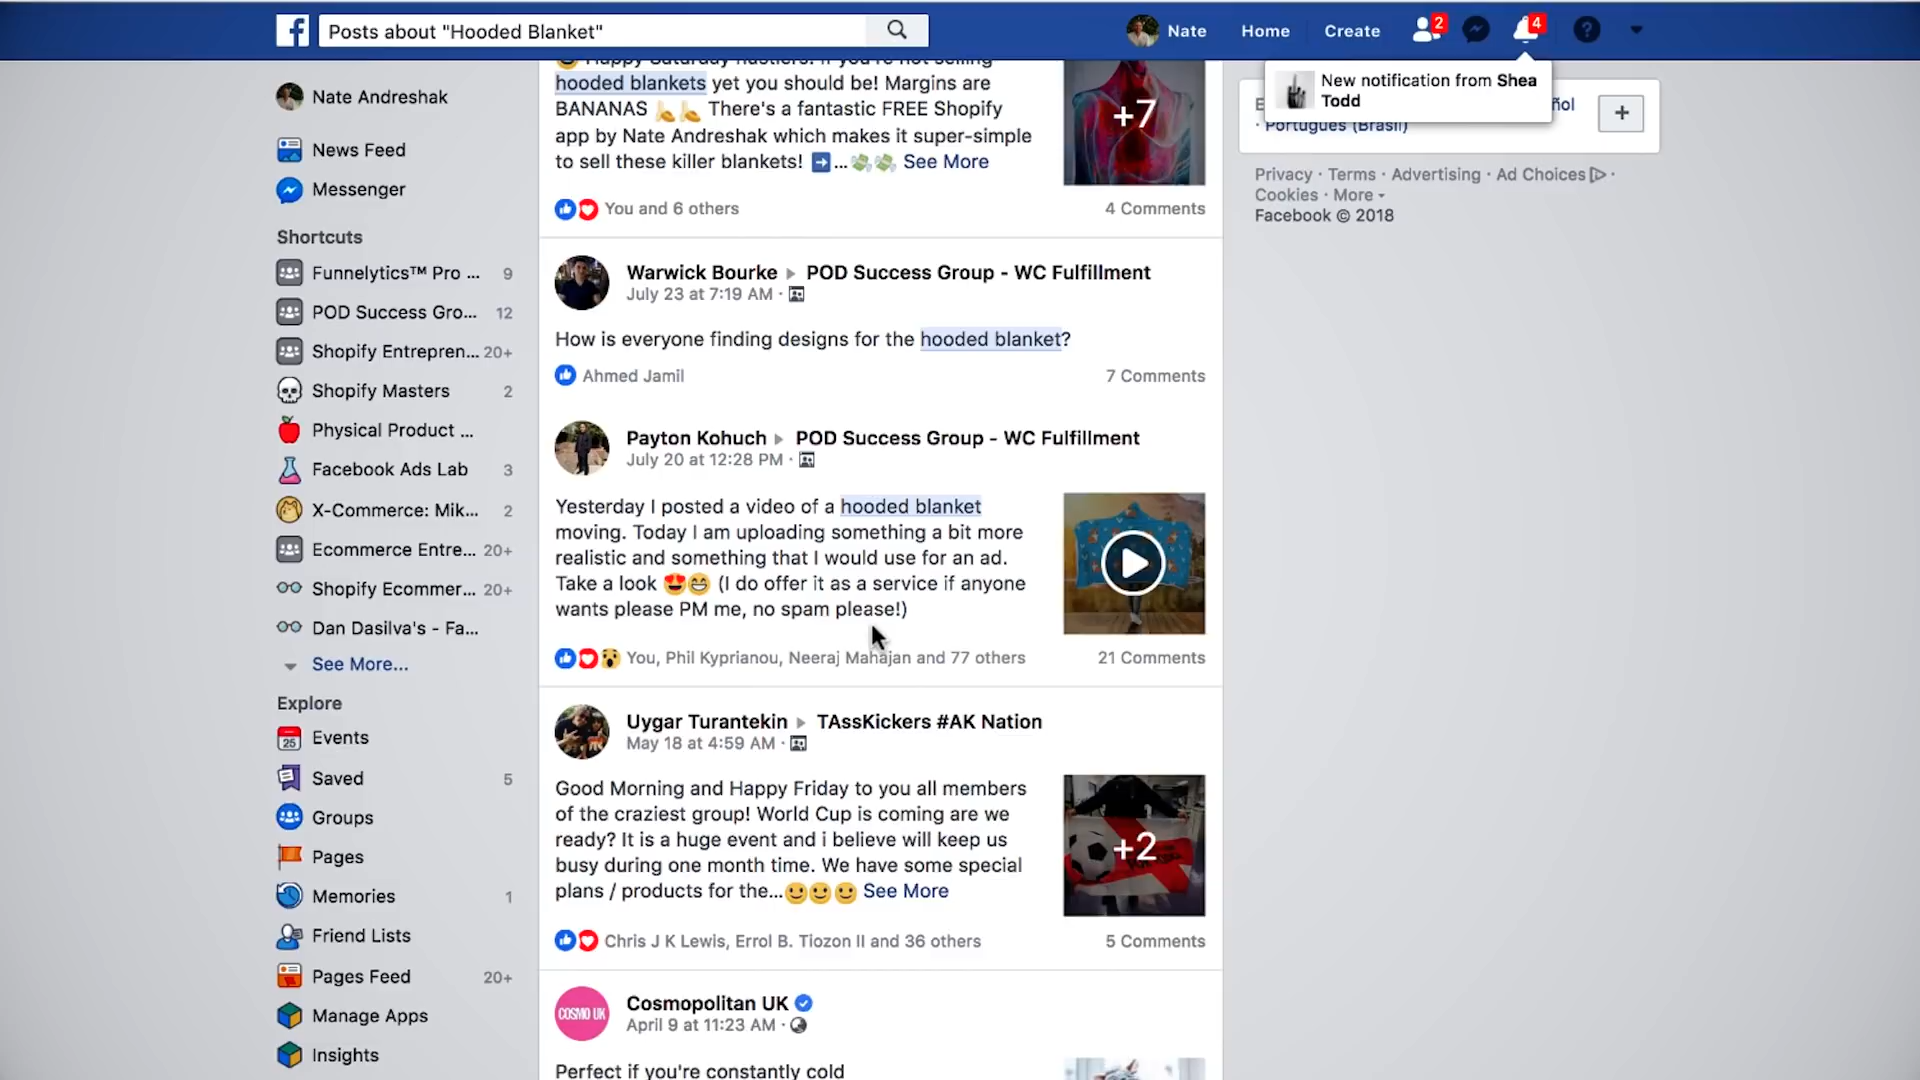 Posts about "Hooded Blanket"
Nate
Home
Create
2
4
New notification from Shea
Todd
Português (Brasil)
+
Privacy · Terms · Advertising · Ad Choices ·
Cookies · More
Facebook © 2018
Nate Andreshak
News Feed
Messenger
Shortcuts
Funnelytics™ Pro ... 9
POD Success Gro... 12
Shopify Entrepren... 20+
Shopify Masters 2
Physical Product ...
Facebook Ads Lab 3
X-Commerce: Mik... 2
Ecommerce Entre... 20+
Shopify Ecommer... 20+
Dan Dasilva's - Fa...
See More...
Explore
25
Events
Saved 5
Groups
Pages
Memories 1
Friend Lists
Pages Feed 20+
Manage Apps
Insights
Happy Saturday hustlers! If you're not selling
hooded blankets yet you should be! Margins are
BANANAS 🍌🍌 There's a fantastic FREE Shopify
app by Nate Andreshak which makes it super-simple
to sell these killer blankets! ➡️...💸💸 See More
+7
You and 6 others
4 Comments
Warwick Bourke ▸ POD Success Group - WC Fulfillment
July 23 at 7:19 AM ·
How is everyone finding designs for the hooded blanket?
Ahmed Jamil
7 Comments
Payton Kohuch ▸ POD Success Group - WC Fulfillment
July 20 at 12:28 PM ·
Yesterday I posted a video of a hooded blanket
moving. Today I am uploading something a bit more
realistic and something that I would use for an ad.
Take a look 😍😁 (I do offer it as a service if anyone
wants please PM me, no spam please!)
You, Phil Kyprianou, Neeraj Mahajan and 77 others
21 Comments
Uygar Turantekin ▸ TAssKickers #AK Nation
May 18 at 4:59 AM ·
Good Morning and Happy Friday to you all members
of the craziest group! World Cup is coming are we
ready? It is a huge event and i believe will keep us
busy during one month time. We have some special
plans / products for the...🙂🙂🙂 See More
+2
Chris J K Lewis, Errol B. Tiozon II and 36 others
5 Comments
COSMO UK
Cosmopolitan UK
April 9 at 11:23 AM ·
Perfect if you're constantly cold